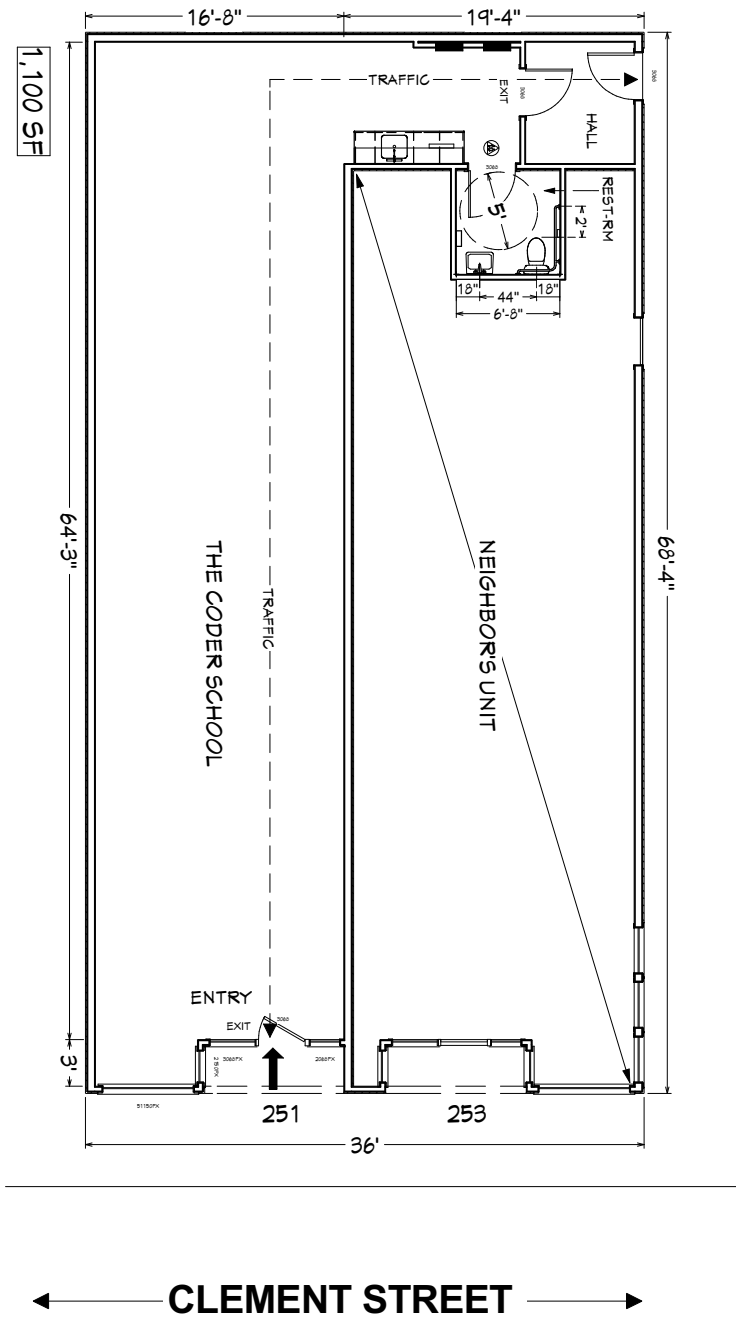 16'-8"
19'-4"
1,100 SF
TRAFFIC
EXIT
3068
3068
HALL
3068
REST-RM
5'
2'
18"
44"
18"
6'-8"
64'-3"
68'-4"
THE CODER SCHOOL
TRAFFIC
NEIGHBOR'S UNIT
ENTRY
EXIT
3068
3'
251
253
36'
CLEMENT STREET